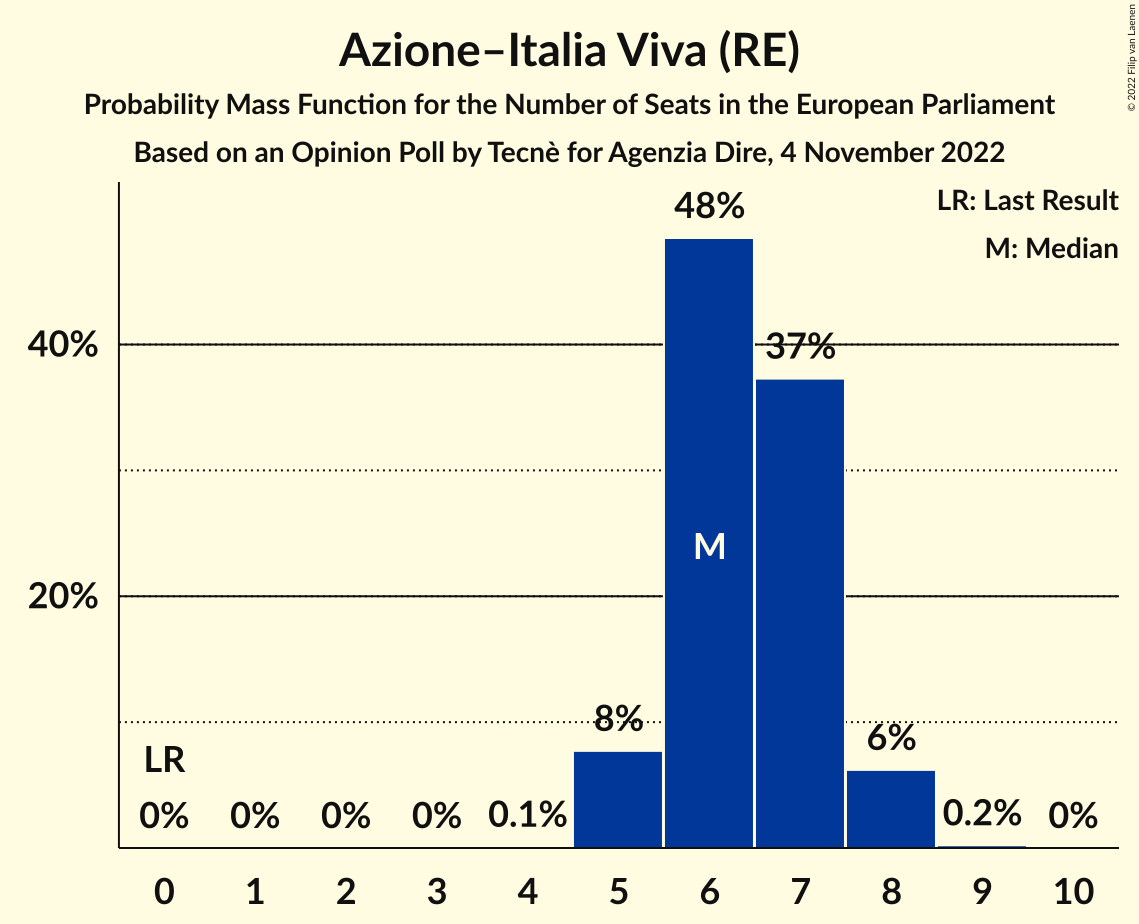 Azione–Italia Viva (RE)
Probability Mass Function for the Number of Seats in the European Parliament
Based on an Opinion Poll by Tecnè for Agenzia Dire, 4 November 2022
© 2022 Filip van Laenen
LR: Last Result
M: Median
48%
40%
37%
M
20%
8%
6%
LR
0%
0%
0%
0%
0.1%
0.2%
0%
0 1 2 3 4 5 6 7 8 9 10